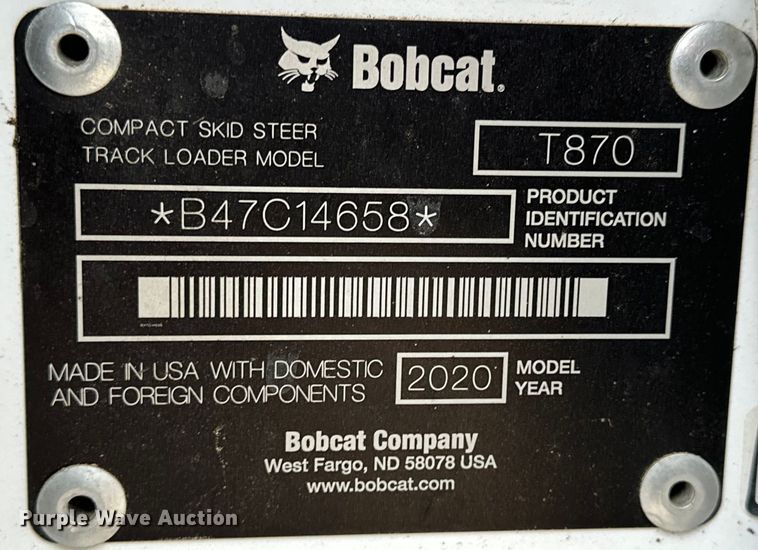 Bobcat.
COMPACT SKID STEER
TRACK LOADER MODEL
T870
*B47C14658*
PRODUCT
IDENTIFICATION
NUMBER
MADE IN USA WITH DOMESTIC
AND FOREIGN COMPONENTS
2020
MODEL
YEAR
Bobcat Company
West Fargo, ND 58078 USA
www.bobcat.com
Purple Wave Auction